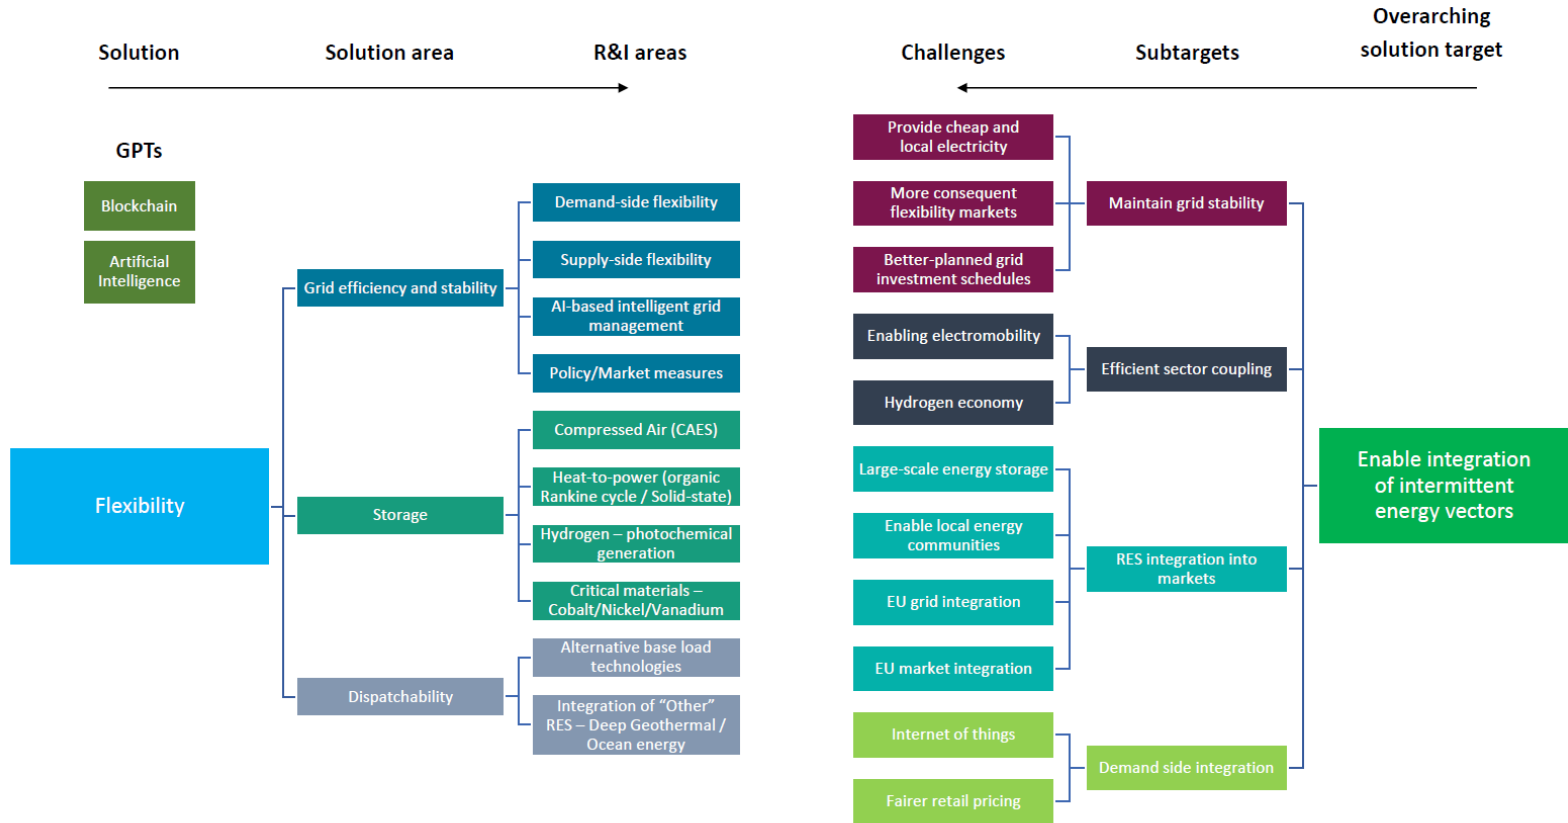 Solution
Solution area
R&I areas
Challenges
Subtargets
Overarching
solution target
GPTs
Blockchain
Artificial
Intelligence
Flexibility
Grid efficiency and stability
Storage
Dispatchability
Demand-side flexibility
Supply-side flexibility
AI-based intelligent grid
management
Policy/Market measures
Compressed Air (CAES)
Heat-to-power (organic
Rankine cycle / Solid-state)
Hydrogen – photochemical
generation
Critical materials –
Cobalt/Nickel/Vanadium
Alternative base load
technologies
Integration of “Other”
RES – Deep Geothermal /
Ocean energy
Provide cheap and
local electricity
More consequent
flexibility markets
Better-planned grid
investment schedules
Enabling electromobility
Hydrogen economy
Large-scale energy storage
Enable local energy
communities
EU grid integration
EU market integration
Internet of things
Fairer retail pricing
Maintain grid stability
Efficient sector coupling
RES integration into
markets
Demand side integration
Enable integration
of intermittent
energy vectors